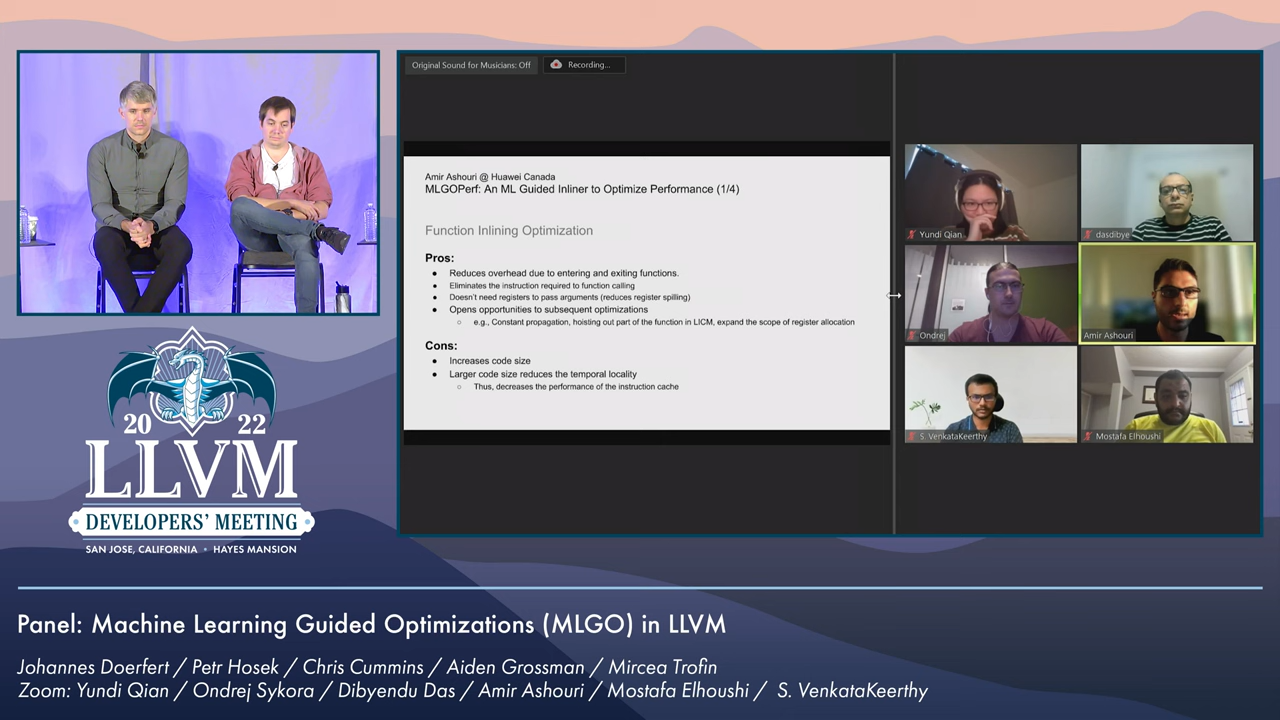 Original Sound for Musicians: Off
Recording...
Amir Ashouri @ Huawei Canada
MLGOPerf: An ML Guided Inliner to Optimize Performance (1/4)
Function Inlining Optimization
Pros:
● Reduces overhead due to entering and exiting functions.
● Eliminates the instruction required to function calling
● Doesn't need registers to pass arguments (reduces register spilling)
● Opens opportunities to subsequent optimizations
○ e.g., Constant propagation, hoisting out part of the function in LICM, expand the scope of register allocation
Cons:
● Increases code size
● Larger code size reduces the temporal locality
○ Thus, decreases the performance of the instruction cache
Yundi Qian
dasdibye
Ondrej
Amir Ashouri
S. VenkataKeerthy
Mostafa Elhoushi
20 22
LLVM
DEVELOPERS' MEETING
SAN JOSE, CALIFORNIA • HAYES MANSION
Panel: Machine Learning Guided Optimizations (MLGO) in LLVM
Johannes Doerfert / Petr Hosek / Chris Cummins / Aiden Grossman / Mircea Trofin
Zoom: Yundi Qian / Ondrej Sykora / Dibyendu Das / Amir Ashouri / Mostafa Elhoushi / S. VenkataKeerthy